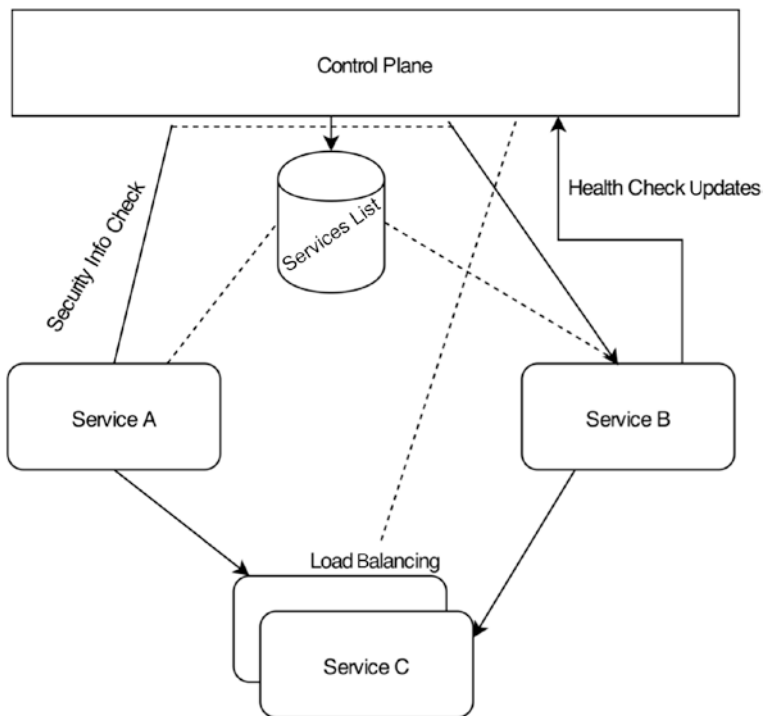 Control Plane
Security Info Check
Services List
Health Check Updates
Service A
Service B
Load Balancing
Service C